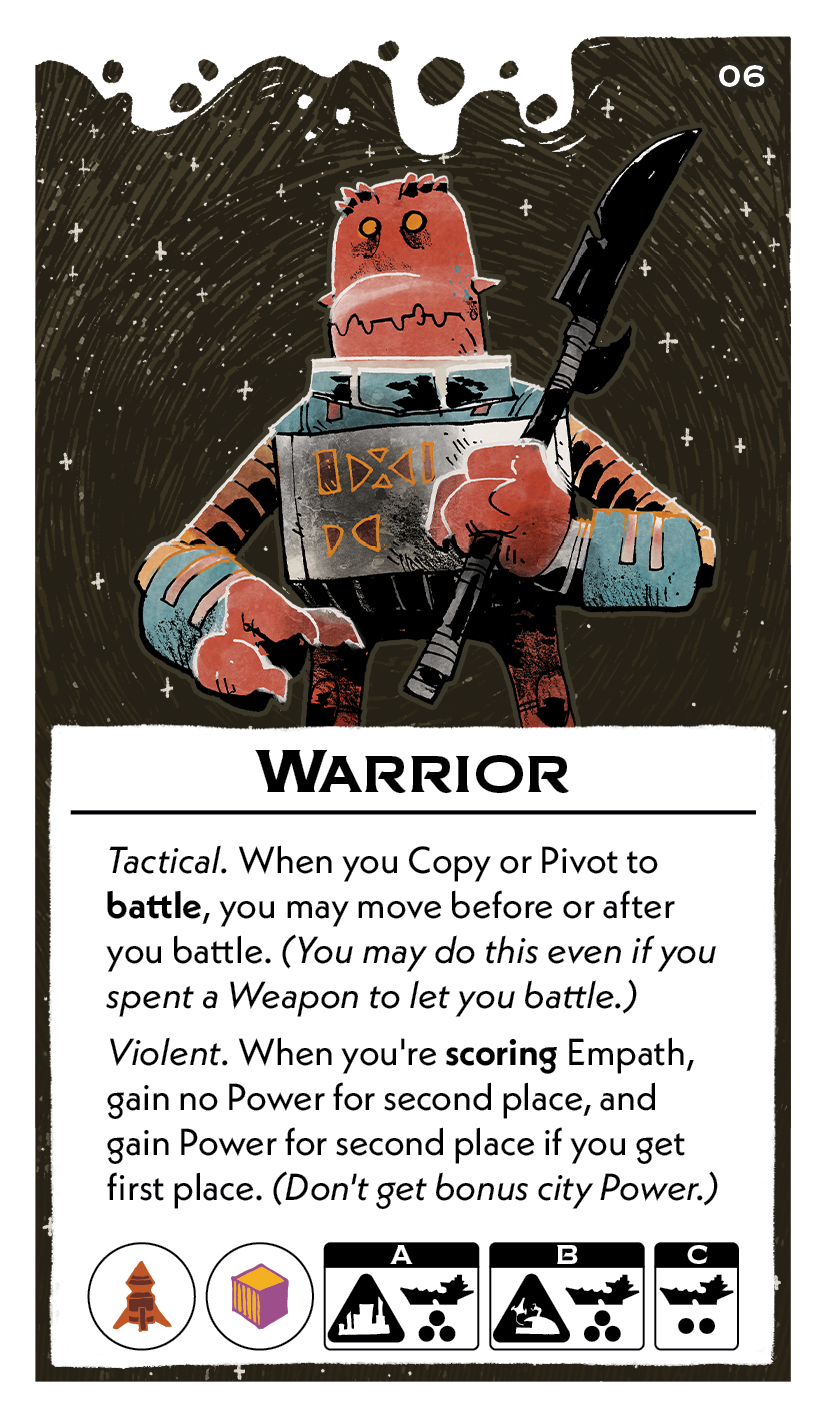 06
WARRIOR
Tactical. When you Copy or Pivot to
battle, you may move before or after
you battle. (You may do this even if you
spent a Weapon to let you battle.)
Violent. When you're scoring Empath,
gain no Power for second place, and
gain Power for second place if you get
first place. (Don't get bonus city Power.)
A B C